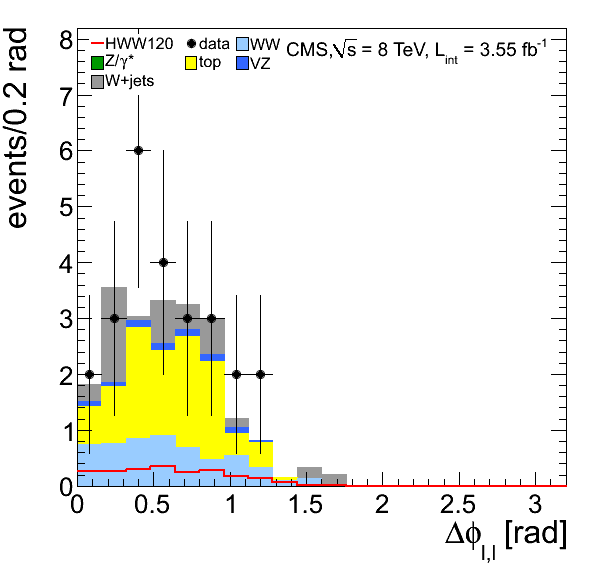 HWW120 data WW CMS,√s = 8 TeV, L_int = 3.55 fb⁻¹
Z/γ* top VZ
W+jets
events/0.2 rad
8
7
6
5
4
3
2
1
0
0 0.5 1 1.5 2 2.5 3
Δϕ_l,l [rad]